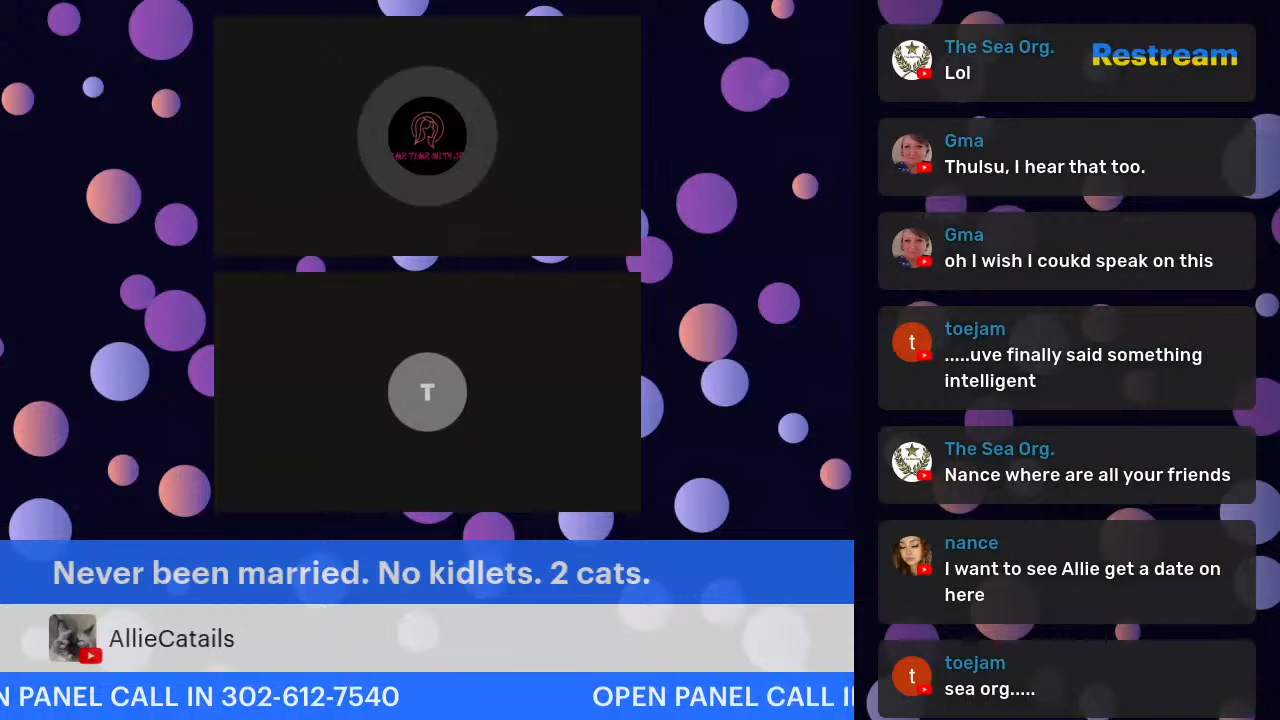 T
Never been married. No kidlets. 2 cats.
AllieCatails
N PANEL CALL IN 302-612-7540
OPEN PANEL CALL I
Restream
The Sea Org.
Lol
Gma
Thulsu, I hear that too.
Gma
oh I wish I coukd speak on this
t
toejam
.....uve finally said something
intelligent
The Sea Org.
Nance where are all your friends
nance
I want to see Allie get a date on
here
t
toejam
sea org.....